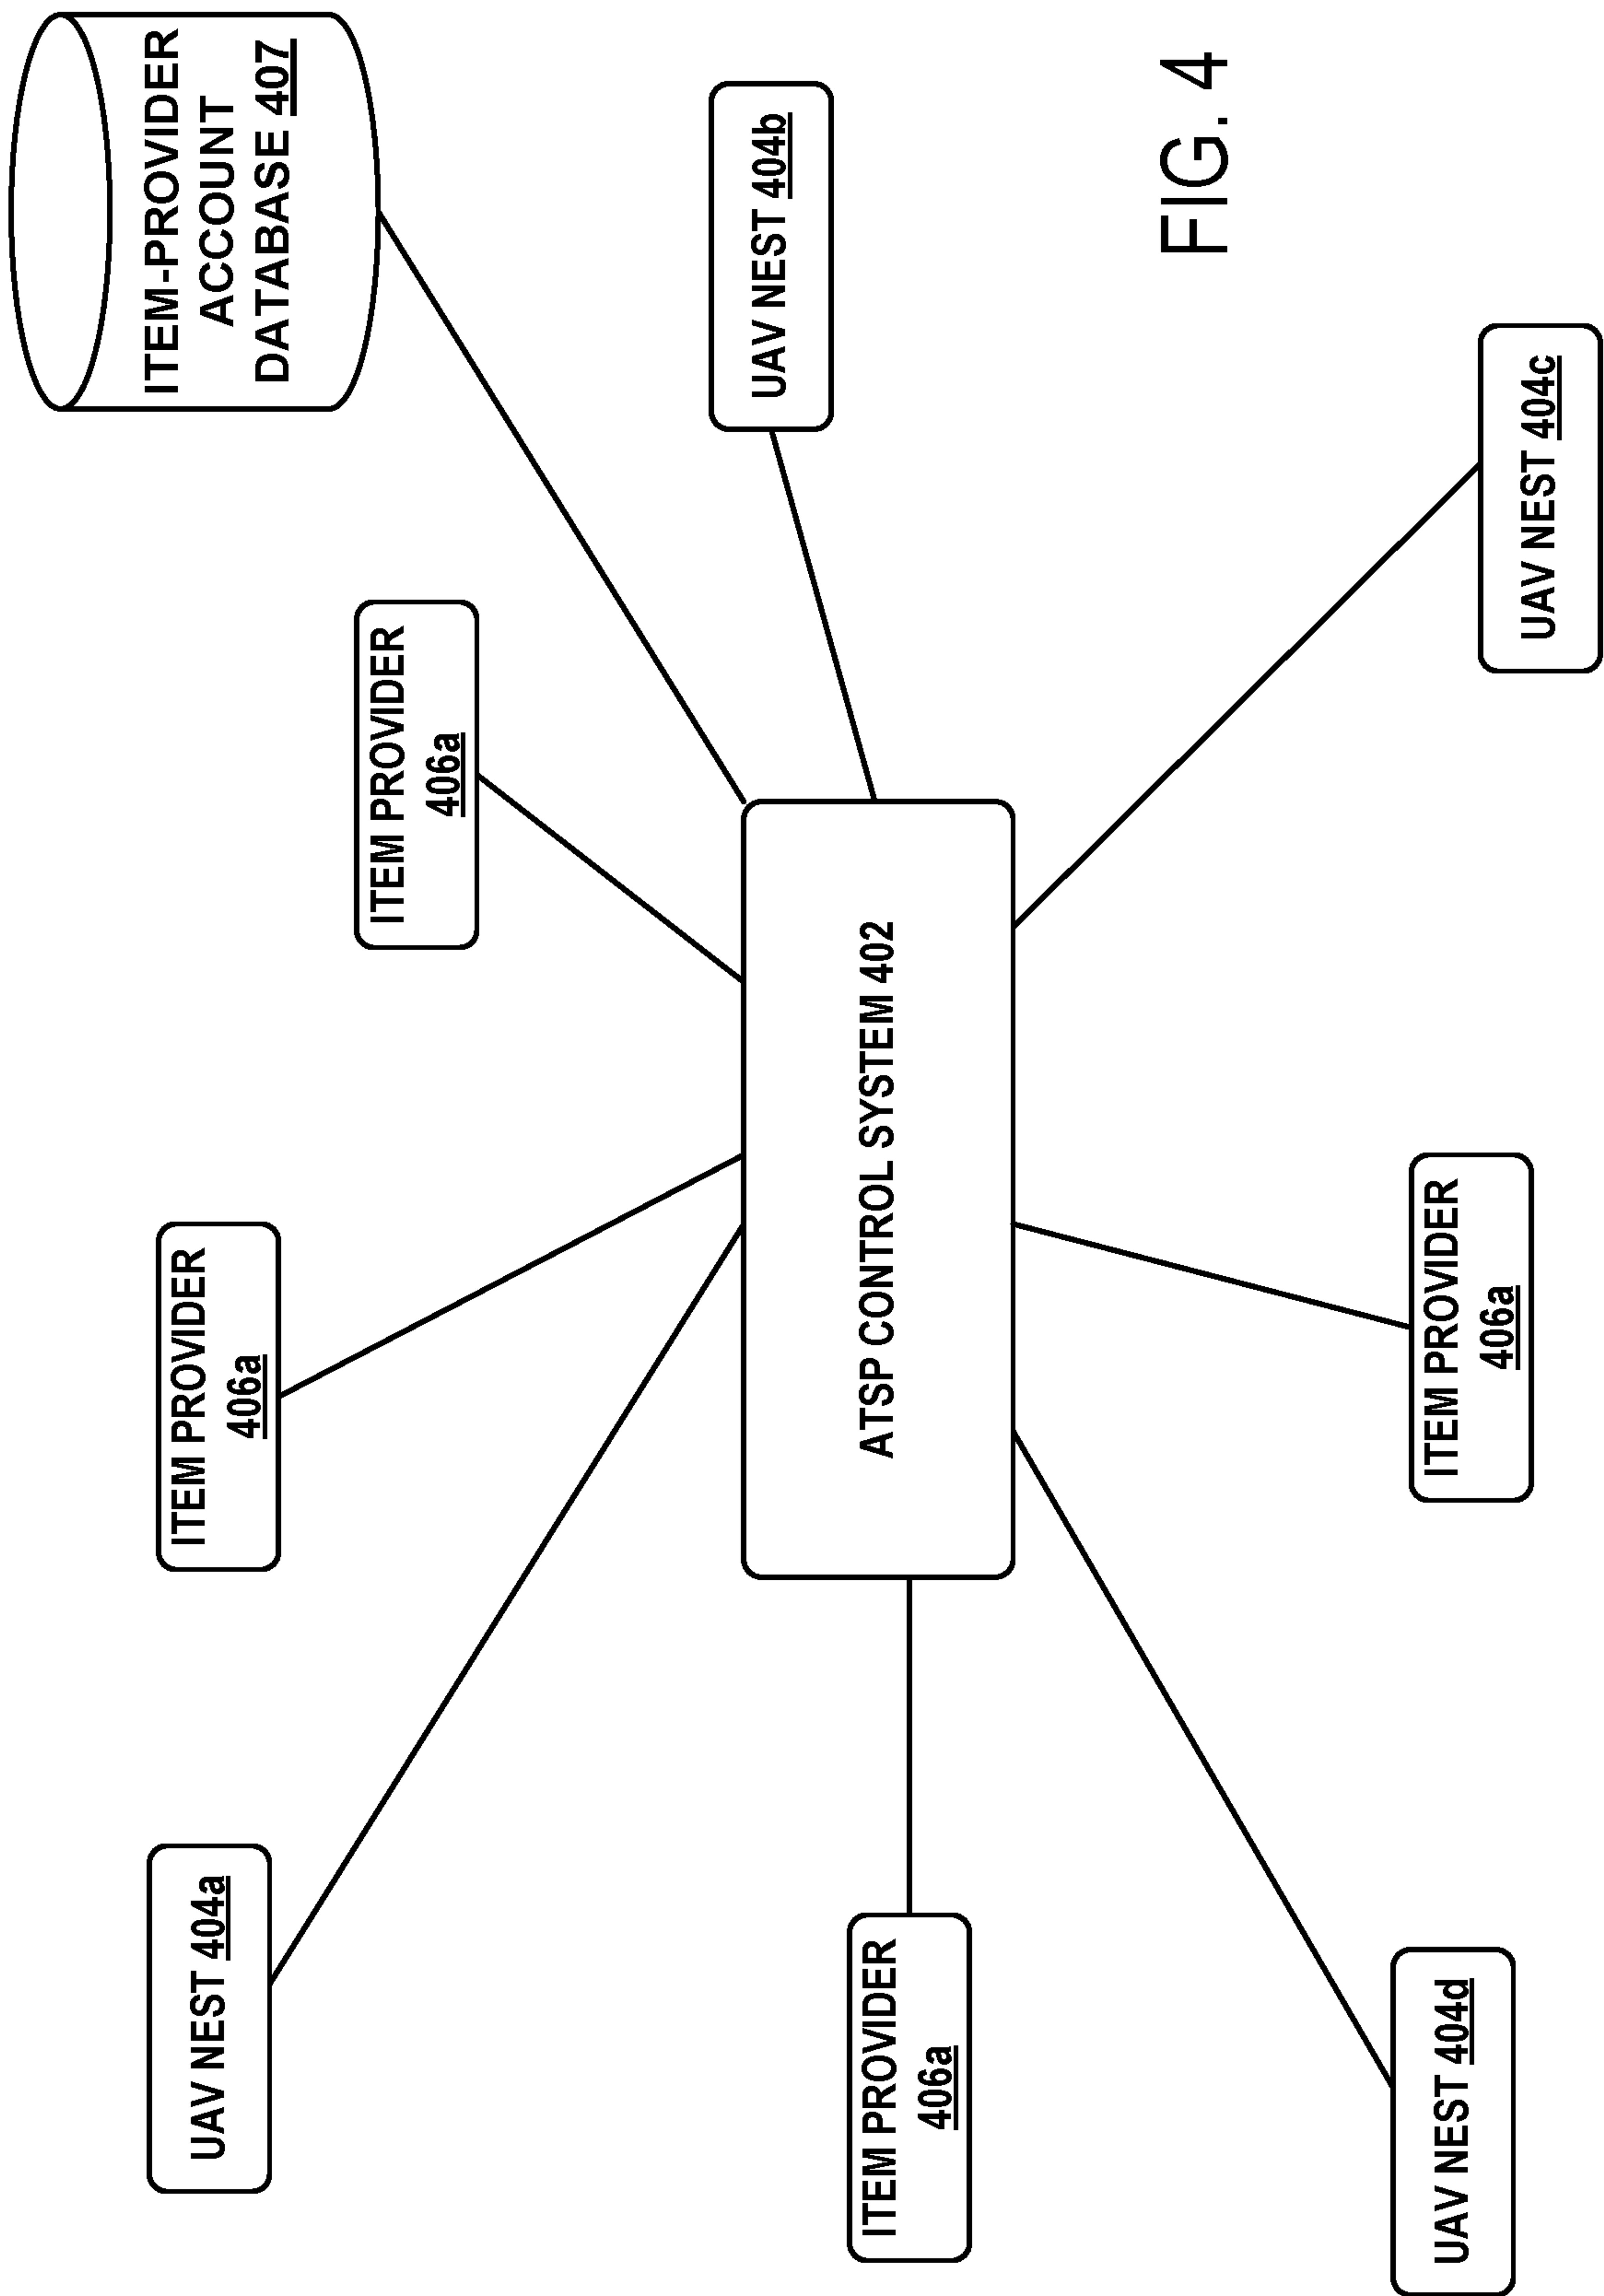 ITEM-PROVIDER
ACCOUNT
DATABASE 407
UAV NEST 404a
ITEM PROVIDER
406a
ITEM PROVIDER
406a
UAV NEST 404b
ATSP CONTROL SYSTEM 402
ITEM PROVIDER
406a
UAV NEST 404d
ITEM PROVIDER
406a
UAV NEST 404c
FIG. 4